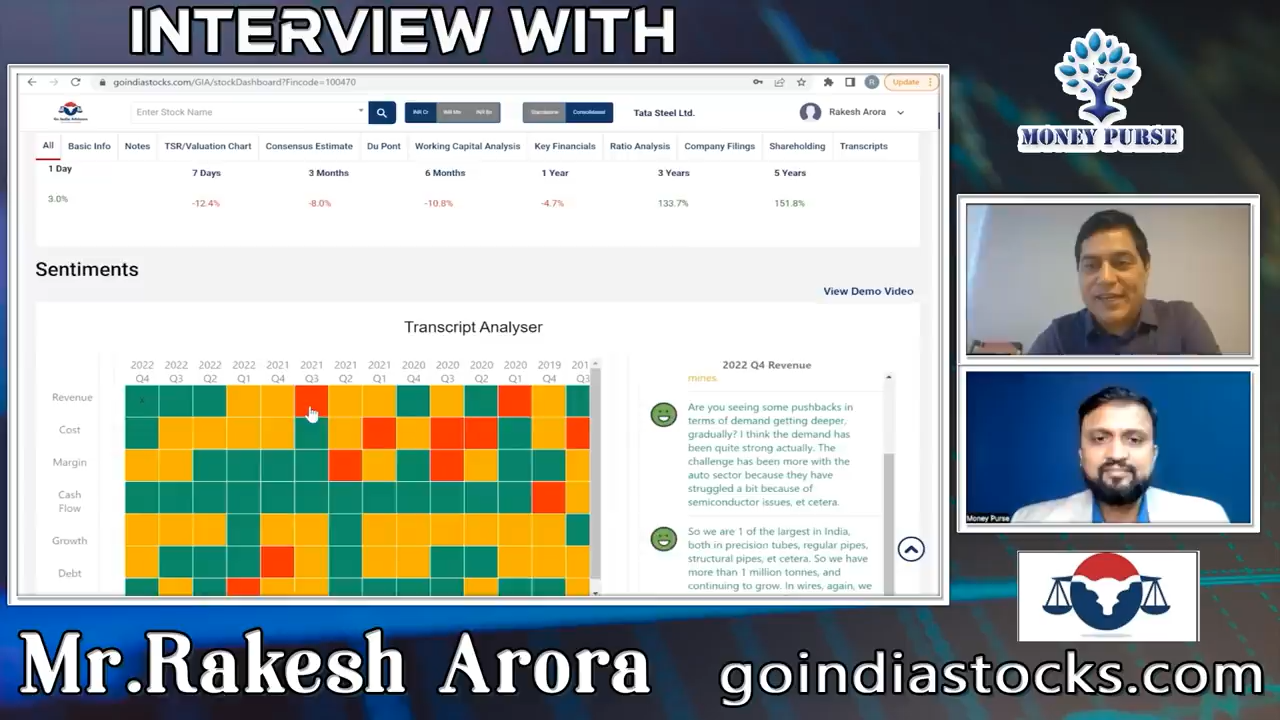 INTERVIEW WITH
goindiastocks.com/GIA/stockDashboard?Fincode=100470
R
Update
Enter Stock Name
INR Cr INR Mn INR Bn
Standalone Consolidated
Tata Steel Ltd.
Rakesh Arora
All Basic Info Notes TSR/Valuation Chart Consensus Estimate Du Pont Working Capital Analysis Key Financials Ratio Analysis Company Filings Shareholding Transcripts
1 Day 7 Days 3 Months 6 Months 1 Year 3 Years 5 Years
3.0% -12.4% -8.0% -10.8% -4.7% 133.7% 151.8%
Sentiments
View Demo Video
Transcript Analyser
2022 2022 2022 2022 2021 2021 2021 2021 2020 2020 2020 2020 2019 201
Q4 Q3 Q2 Q1 Q4 Q3 Q2 Q1 Q4 Q3 Q2 Q1 Q4 Q3
Revenue
Cost
Margin
Cash
Flow
Growth
Debt
2022 Q4 Revenue
mines.
Are you seeing some pushbacks in
terms of demand getting deeper,
gradually? I think the demand has
been quite strong actually. The
challenge has been more with the
auto sector because they have
struggled a bit because of
semiconductor issues, et cetera.
So we are 1 of the largest in India,
both in precision tubes, regular pipes,
structural pipes, et cetera. So we have
more than 1 million tonnes, and
continuing to grow. In wires, again, we
MONEY PURSE
Money Purse
Mr.Rakesh Arora
goindiastocks.com